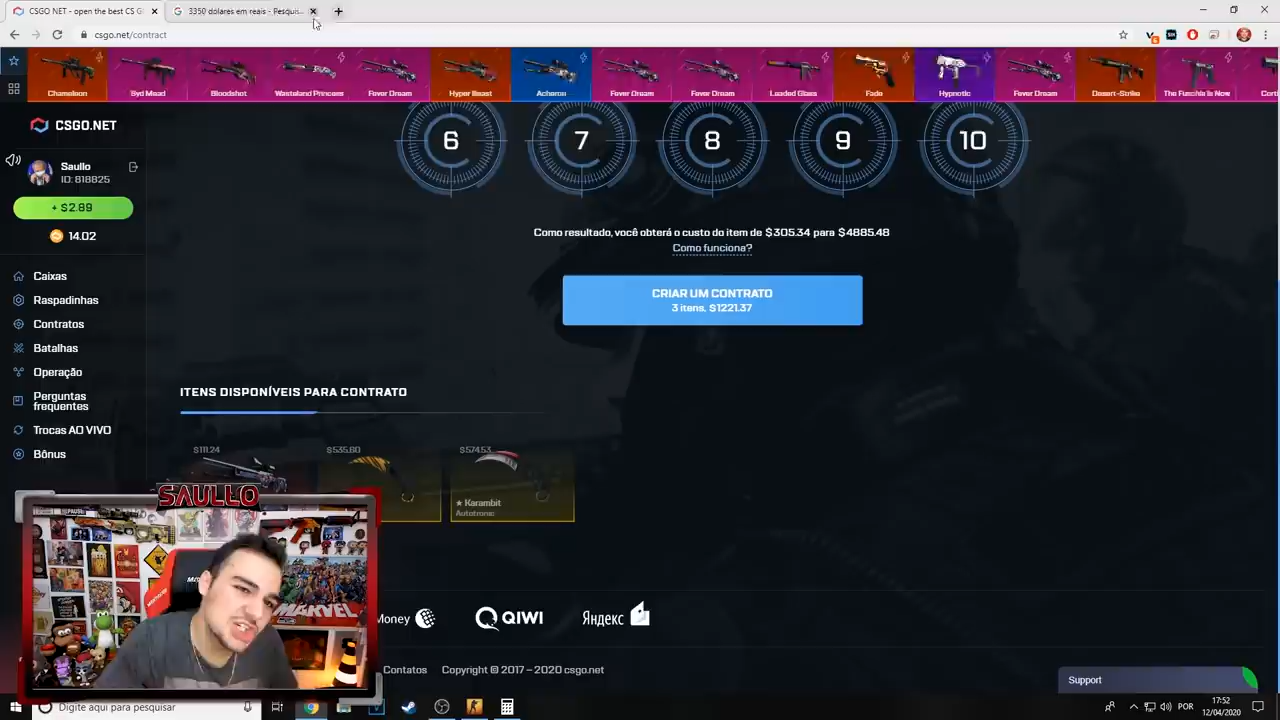 CSGO NET - open the best CS G
3350 dólares em reais - Pesquis
csgo.net/contract
Chameleon
Syd Mead
Bloodshot
Wasteland Princess
Fever Dream
Hyper Beast
Acheron
Fever Dream
Fever Dream
Loaded Glass
Fade
Hypnotic
Fever Dream
Desert-Strike
The Fuschia Is Now
CSGO.NET
6
7
8
9
10
Saullo
ID: 818825
+ $2.89
14.02
Como resultado, você obterá o custo do item de $305.34 para $4885.48
Como funciona?
CRIAR UM CONTRATO
3 itens, $1221.37
Caixas
Raspadinhas
Contratos
Batalhas
Operação
Perguntas
frequentes
Trocas AO VIVO
Bônus
ITENS DISPONÍVEIS PARA CONTRATO
$111.24
$535.60
$574.53
★ Karambit
Autotronic
SAULLO
MARVEL
Money
QIWI
Яндекс
Contatos
Copyright © 2017 – 2020 csgo.net
Support
Digite aqui para pesquisar
POR
17:52
12/04/2020